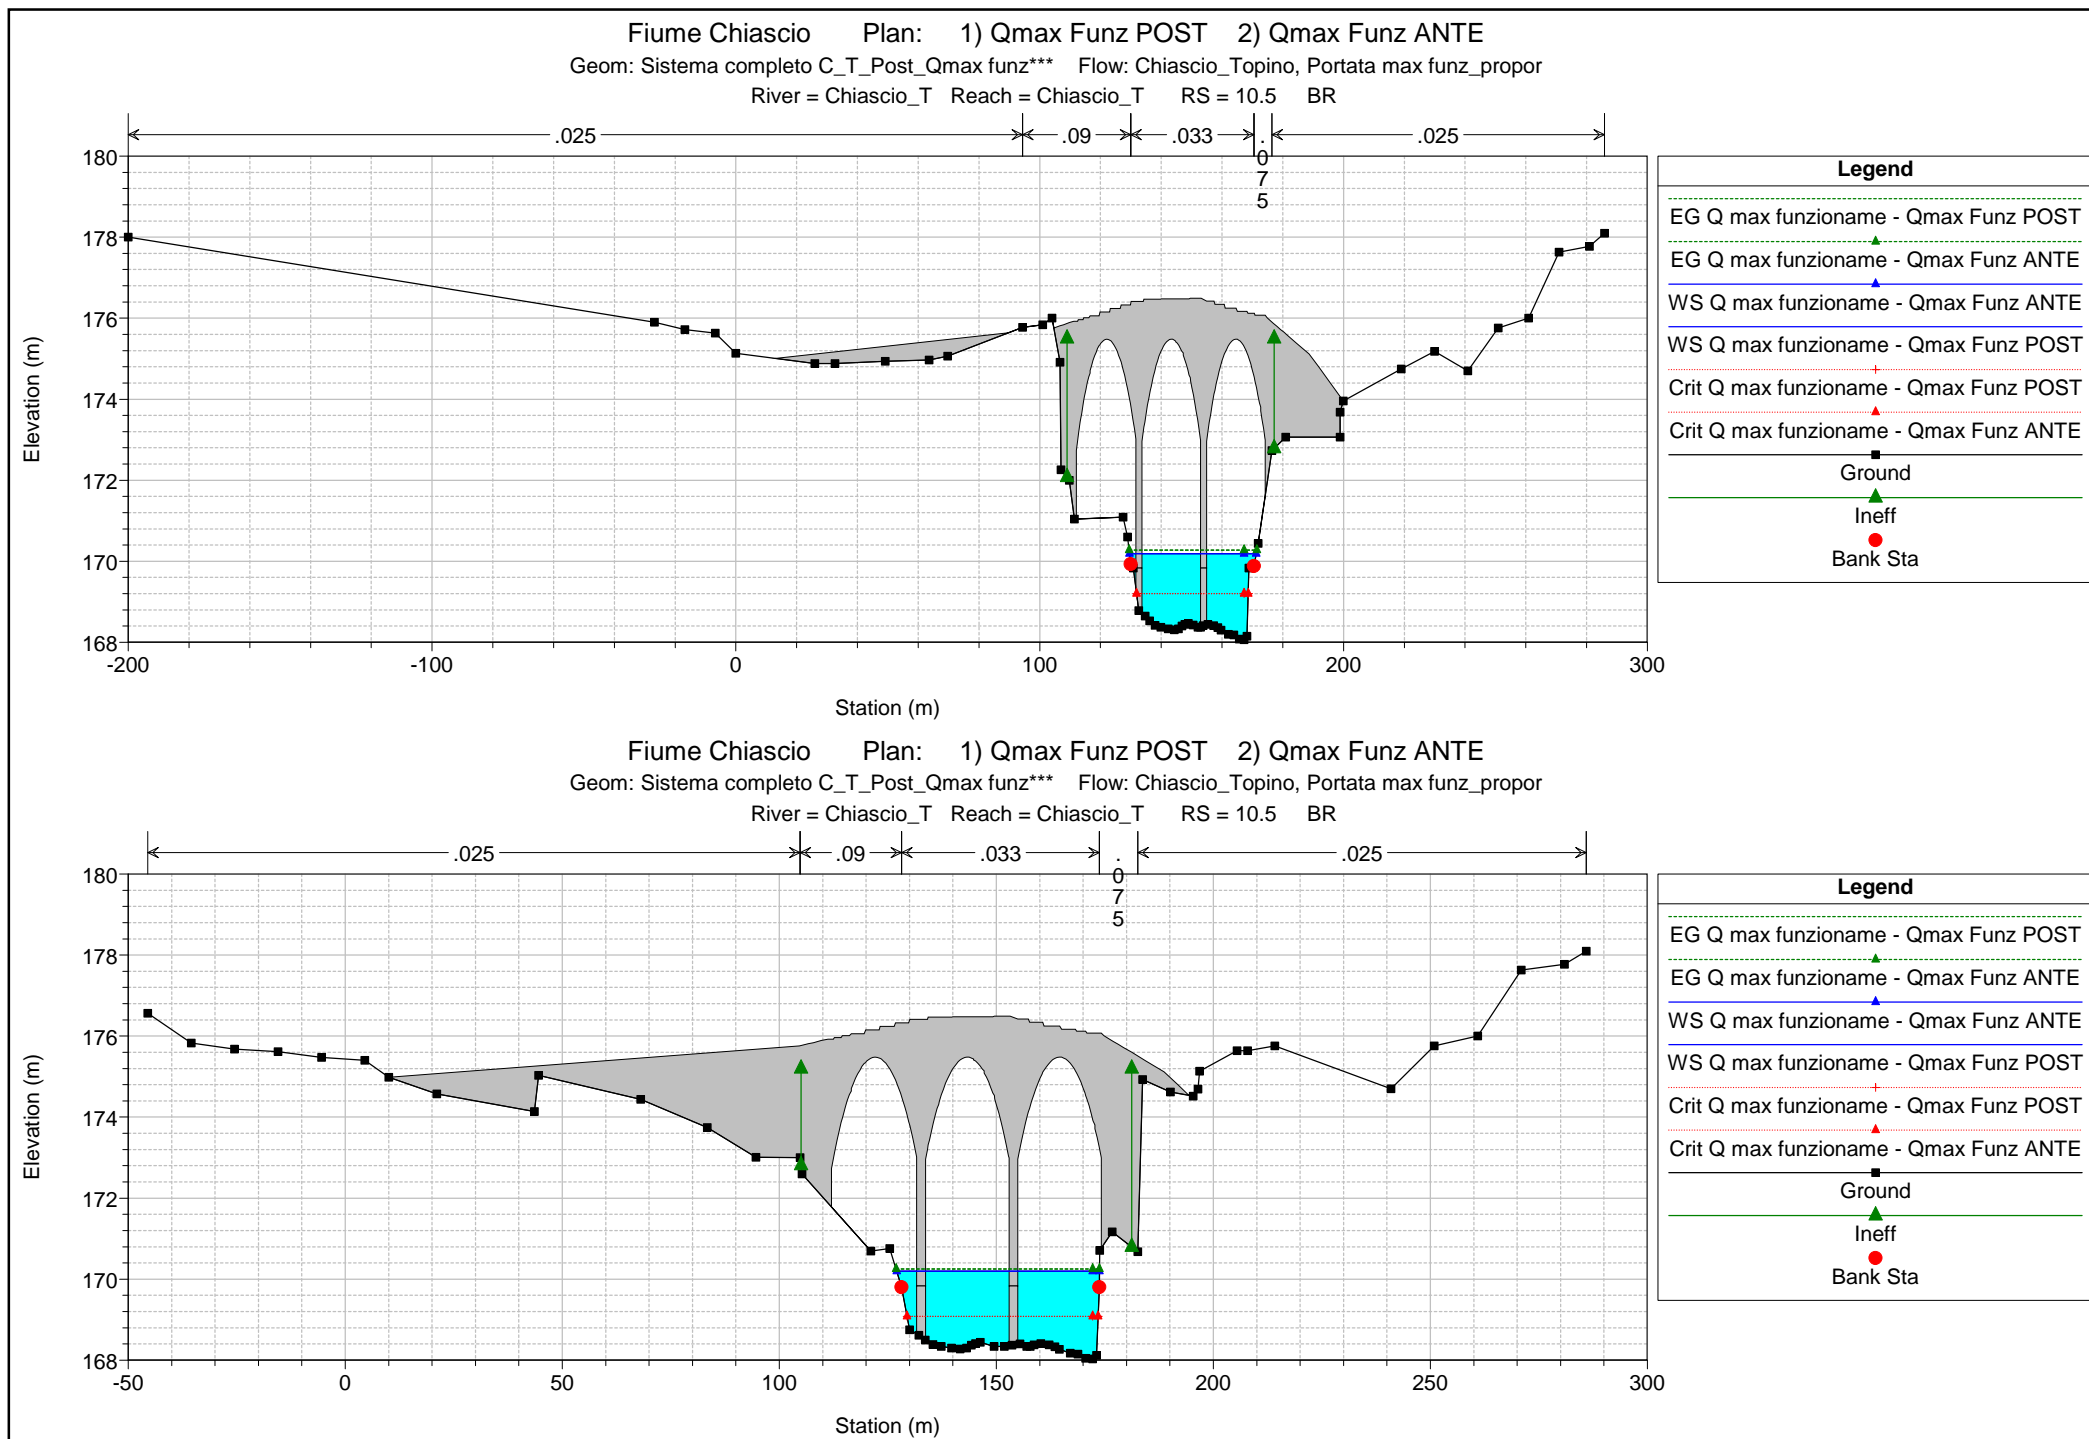 Fiume Chiascio Plan: 1) Qmax Funz POST 2) Qmax Funz ANTE
Geom: Sistema completo C_T_Post_Qmax funz*** Flow: Chiascio_Topino, Portata max funz_propor
River = Chiascio_T Reach = Chiascio_T RS = 10.5 BR
.025 .09 .033 .075 .025
180
178
176
174
172
170
168
Elevation (m)
-200 -100 0 100 200 300
Station (m)
Legend
EG Q max funzioname - Qmax Funz POST
EG Q max funzioname - Qmax Funz ANTE
WS Q max funzioname - Qmax Funz ANTE
WS Q max funzioname - Qmax Funz POST
Crit Q max funzioname - Qmax Funz POST
Crit Q max funzioname - Qmax Funz ANTE
Ground
Ineff
Bank Sta
Fiume Chiascio Plan: 1) Qmax Funz POST 2) Qmax Funz ANTE
Geom: Sistema completo C_T_Post_Qmax funz*** Flow: Chiascio_Topino, Portata max funz_propor
River = Chiascio_T Reach = Chiascio_T RS = 10.5 BR
.025 .09 .033 .075 .025
180
178
176
174
172
170
168
Elevation (m)
-50 0 50 100 150 200 250 300
Station (m)
Legend
EG Q max funzioname - Qmax Funz POST
EG Q max funzioname - Qmax Funz ANTE
WS Q max funzioname - Qmax Funz ANTE
WS Q max funzioname - Qmax Funz POST
Crit Q max funzioname - Qmax Funz POST
Crit Q max funzioname - Qmax Funz ANTE
Ground
Ineff
Bank Sta